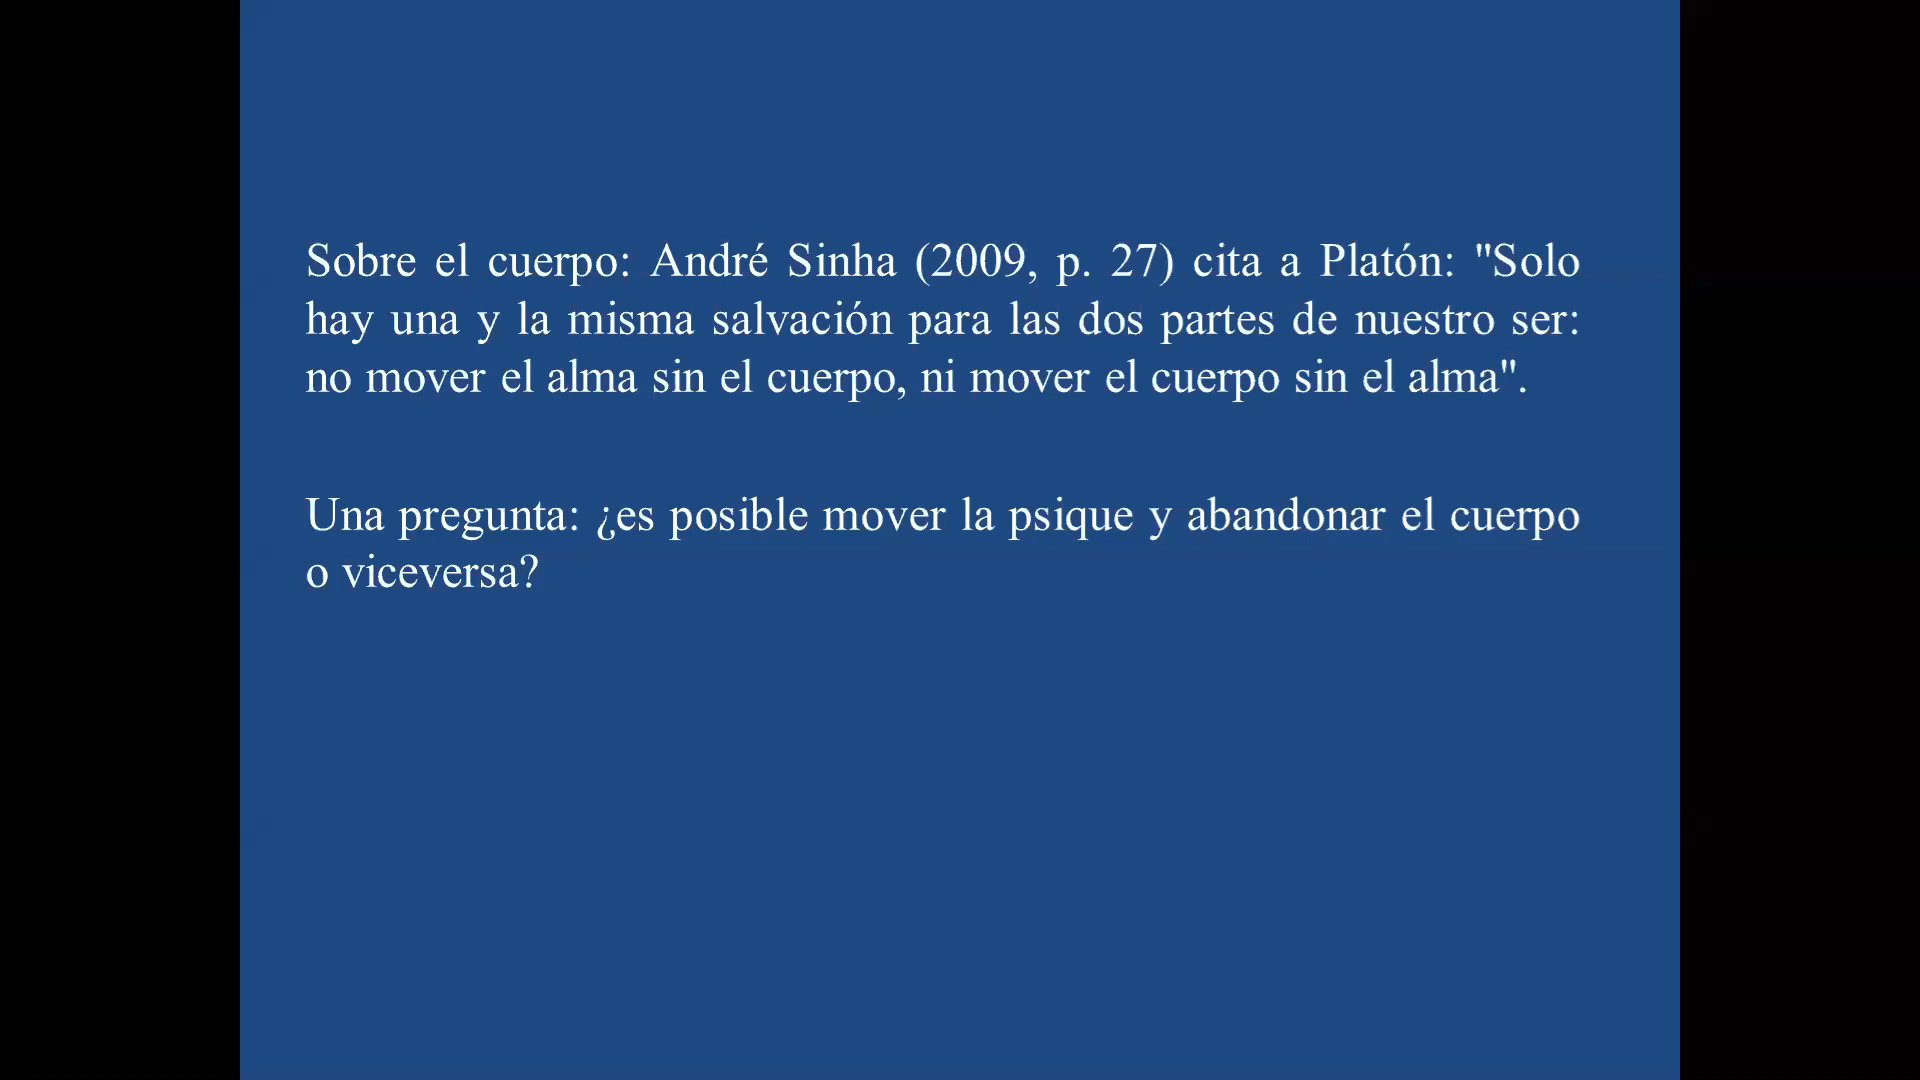 Sobre el cuerpo: André Sinha (2009, p. 27) cita a Platón: "Solo
hay una y la misma salvación para las dos partes de nuestro ser:
no mover el alma sin el cuerpo, ni mover el cuerpo sin el alma".
Una pregunta: ¿es posible mover la psique y abandonar el cuerpo
o viceversa?